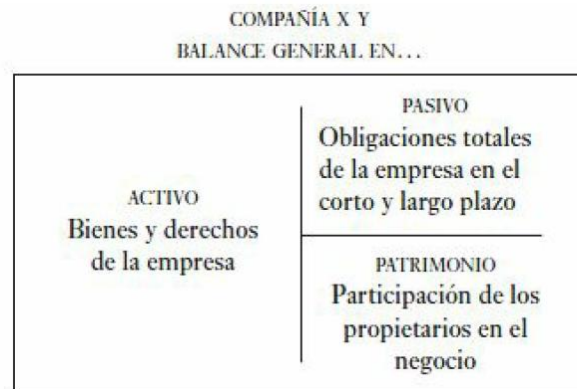 COMPAÑÍA X Y
BALANCE GENERAL EN...
ACTIVO
Bienes y derechos
de la empresa
PASIVO
Obligaciones totales
de la empresa en el
corto y largo plazo
PATRIMONIO
Participación de los
propietarios en el
negocio